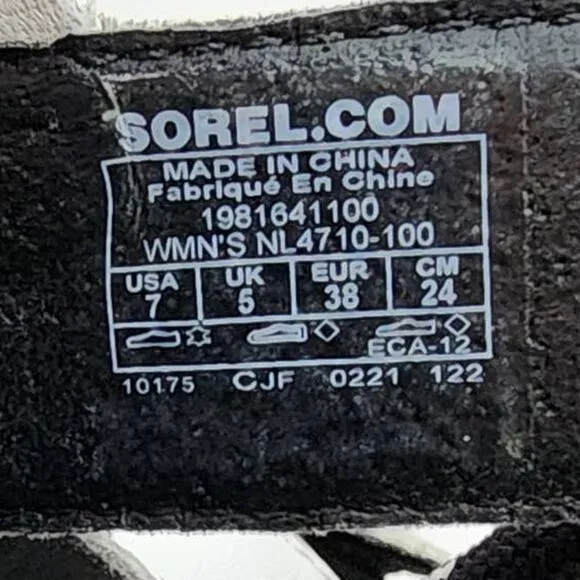 SOREL.COM
MADE IN CHINA
Fabriqué En Chine
1981641100
WMN'S NL4710-100
USA UK EUR CM
7 5 38 24
ECA-12
10175 CJF 0221 122